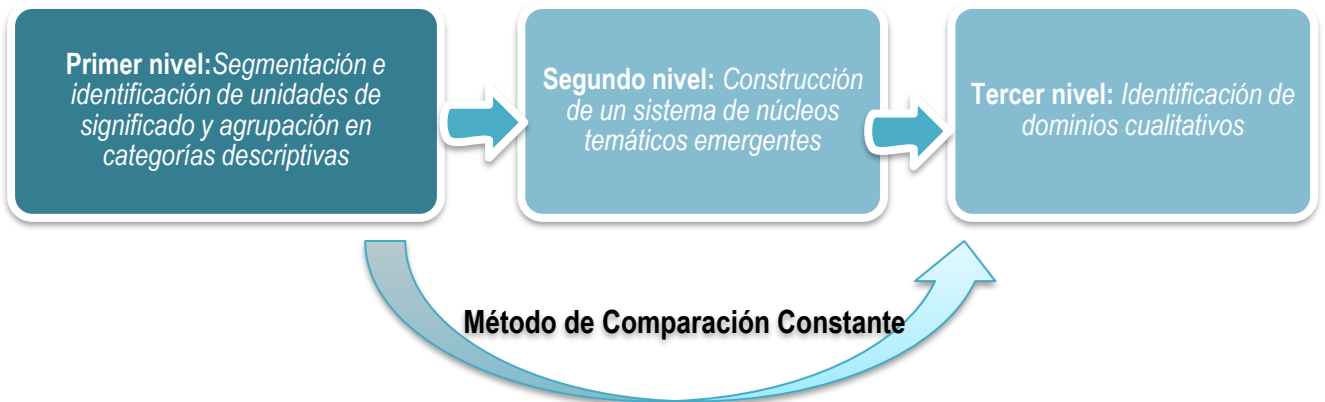 Primer nivel:Segmentación e
identificación de unidades de
significado y agrupación en
categorías descriptivas
Segundo nivel: Construcción
de un sistema de núcleos
temáticos emergentes
Tercer nivel: Identificación de
dominios cualitativos
Método de Comparación Constante